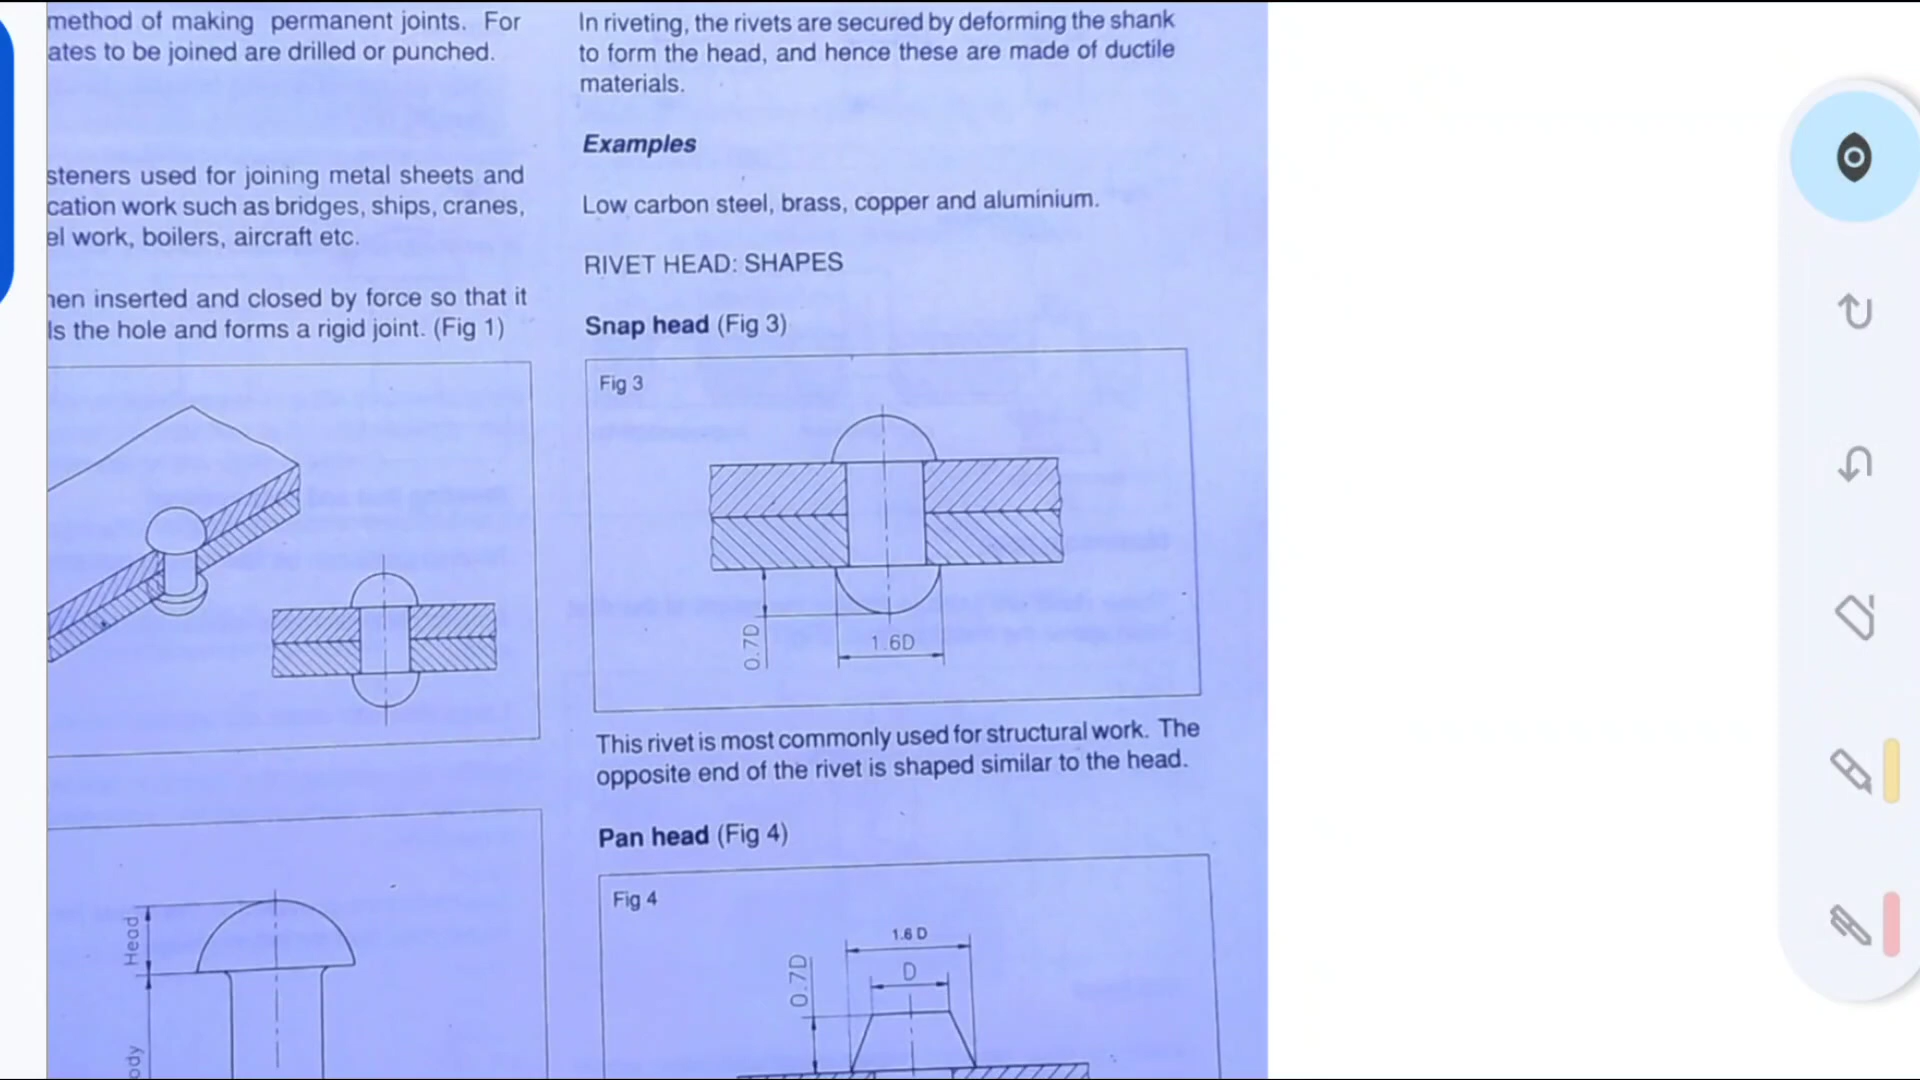 method of making permanent joints. For
ates to be joined are drilled or punched.
steners used for joining metal sheets and
cation work such as bridges, ships, cranes,
el work, boilers, aircraft etc.
hen inserted and closed by force so that it
ls the hole and forms a rigid joint. (Fig 1)
Head
ody
In riveting, the rivets are secured by deforming the shank
to form the head, and hence these are made of ductile
materials.
Examples
Low carbon steel, brass, copper and aluminium.
RIVET HEAD: SHAPES
Snap head (Fig 3)
Fig 3
0.7D
1.6D
This rivet is most commonly used for structural work. The
opposite end of the rivet is shaped similar to the head.
Pan head (Fig 4)
Fig 4
1.6 D
D
0.7D